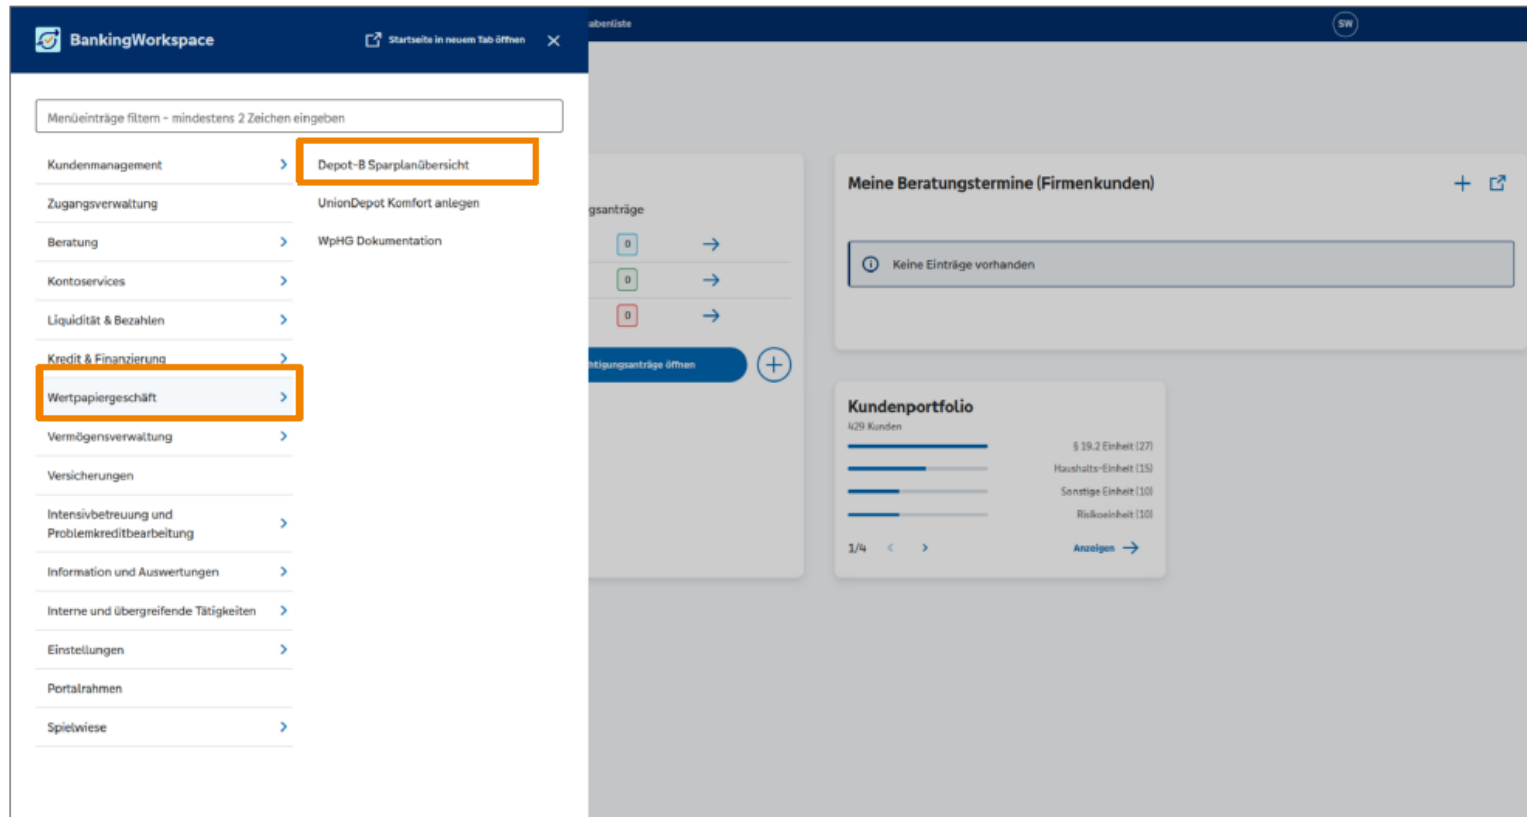 BankingWorkspace
Startseite in neuem Tab öffnen
abenliste
SW
Menüeinträge filtern - mindestens 2 Zeichen eingeben
Kundenmanagement
Zugangsverwaltung
Beratung
Kontoservices
Liquidität & Bezahlen
Kredit & Finanzierung
Wertpapiergeschäft
Vermögensverwaltung
Versicherungen
Intensivbetreuung und
Problemkreditbearbeitung
Information und Auswertungen
Interne und übergreifende Tätigkeiten
Einstellungen
Portalrahmen
Spielwiese
Depot-B Sparplanübersicht
UnionDepot Komfort anlegen
WpHG Dokumentation
gsanträge
0
0
0
htigungsanträge öffnen
Meine Beratungstermine (Firmenkunden)
Keine Einträge vorhanden
Kundenportfolio
429 Kunden
§ 19.2 Einheit (27)
Haushalts-Einheit (15)
Sonstige Einheit (10)
Risikoeinheit (10)
1/4
Anzeigen